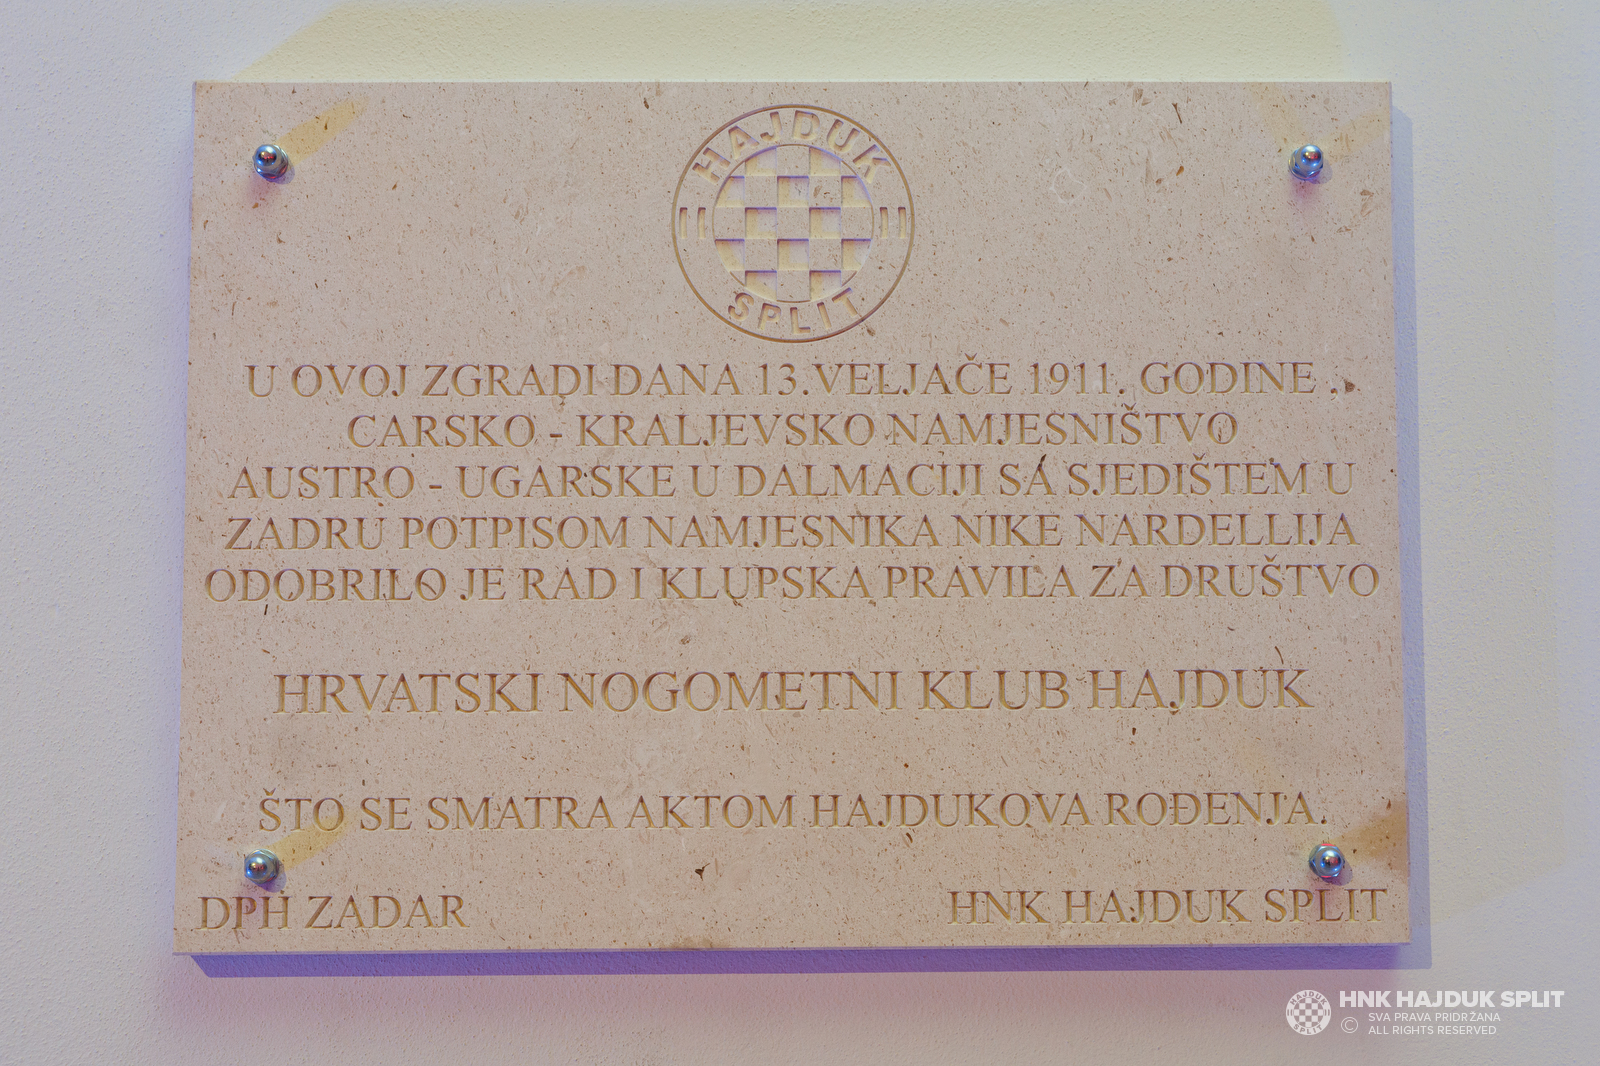 HAJDUK
SPLIT
U OVOJ ZGRADI DANA 13.VELJAČE 1911. GODINE ,
CARSKO - KRALJEVSKO NAMJESNIŠTVO
AUSTRO - UGARSKE U DALMACIJI SA SJEDIŠTEM U
ZADRU POTPISOM NAMJESNIKA NIKE NARDELLIJA
ODOBRILO JE RAD I KLUPSKA PRAVILA ZA DRUŠTVO
HRVATSKI NOGOMETNI KLUB HAJDUK
ŠTO SE SMATRA AKTOM HAJDUKOVA ROĐENJA.
DPH ZADAR
HNK HAJDUK SPLIT
HAJDUK
SPLIT
HNK HAJDUK SPLIT
© SVA PRAVA PRIDRŽANA
ALL RIGHTS RESERVED